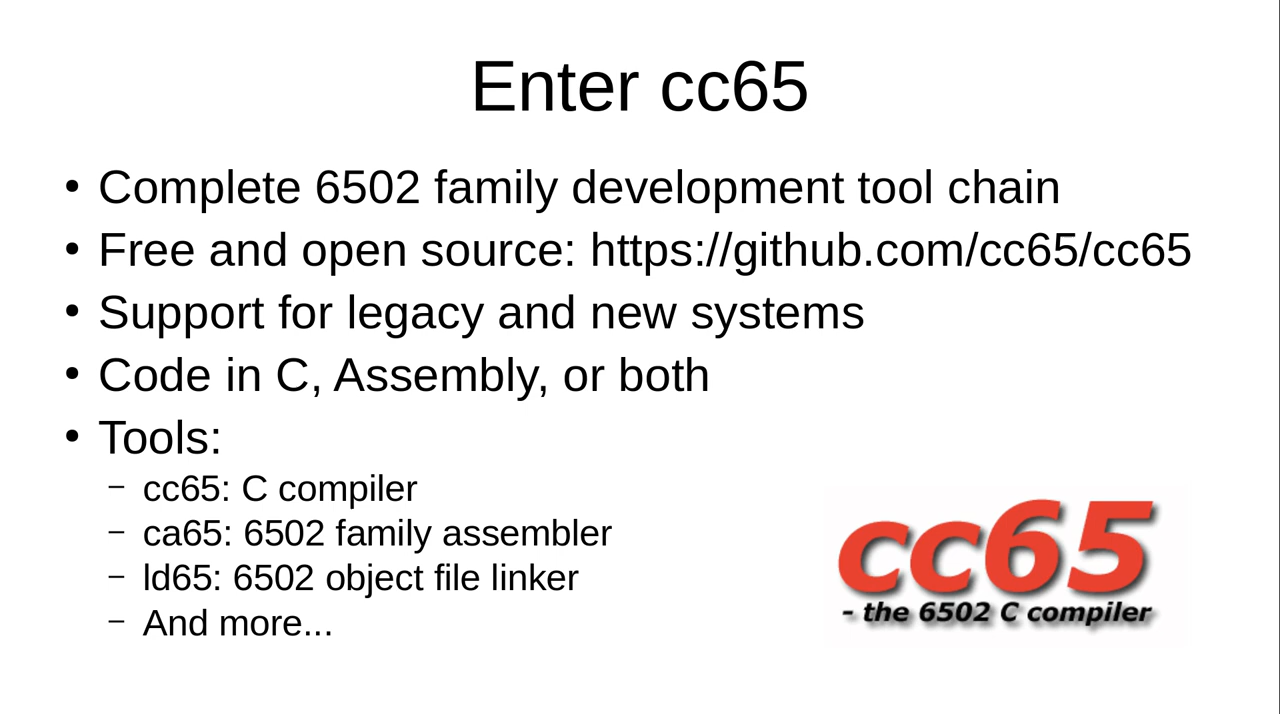 Enter cc65
• Complete 6502 family development tool chain
• Free and open source: https://github.com/cc65/cc65
• Support for legacy and new systems
• Code in C, Assembly, or both
• Tools:
– cc65: C compiler
– ca65: 6502 family assembler
– ld65: 6502 object file linker
– And more...
cc65
- the 6502 C compiler